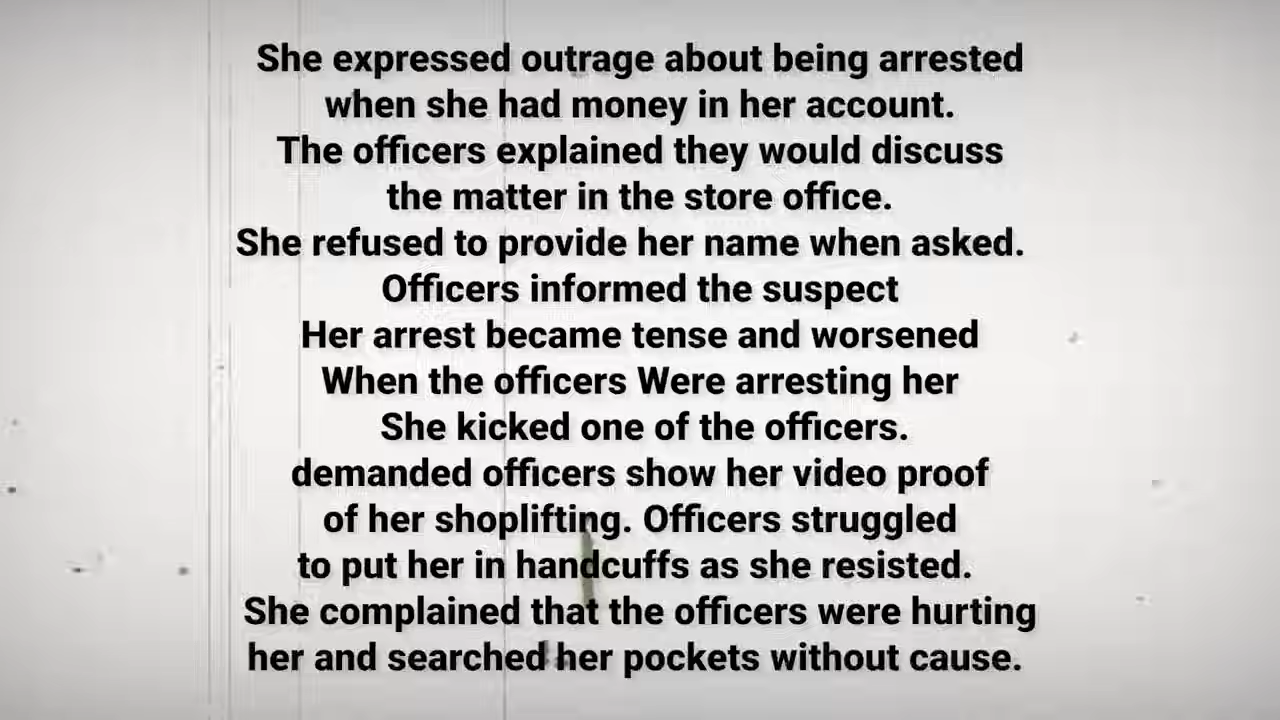 She expressed outrage about being arrested
when she had money in her account.
The officers explained they would discuss
the matter in the store office.
She refused to provide her name when asked.
Officers informed the suspect
Her arrest became tense and worsened
When the officers Were arresting her
She kicked one of the officers.
demanded officers show her video proof
of her shoplifting. Officers struggled
to put her in handcuffs as she resisted.
She complained that the officers were hurting
her and searched her pockets without cause.